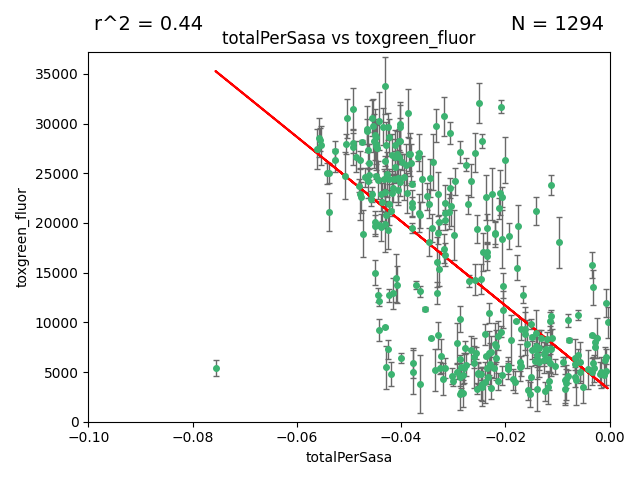 r^2 = 0.44
N = 1294
totalPerSasa vs toxgreen_fluor
35000
30000
25000
20000
15000
10000
5000
0
toxgreen_fluor
−0.10
−0.08
−0.06
−0.04
−0.02
0.00
totalPerSasa